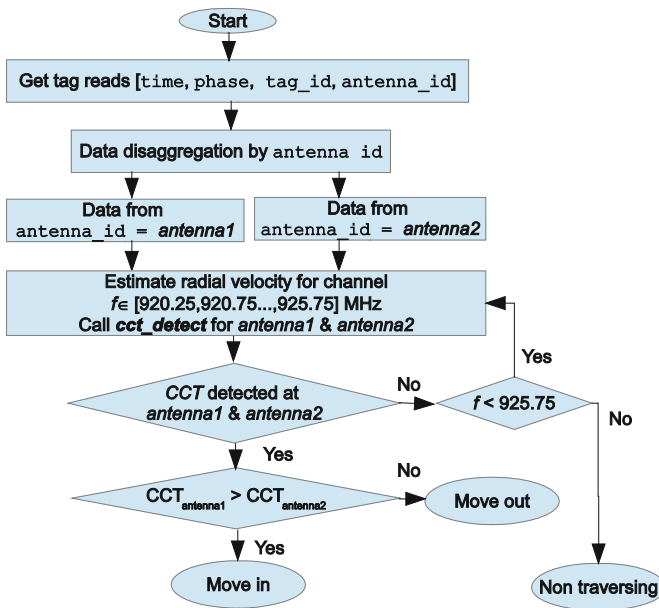 Start
Get tag reads [time, phase, tag_id, antenna_id]
Data disaggregation by antenna id
Data from
antenna_id = antenna1
Data from
antenna_id = antenna2
Estimate radial velocity for channel
f∈ [920.25,920.75...,925.75] MHz
Call cct_detect for antenna1 & antenna2
Yes
CCT detected at
antenna1 & antenna2
No
f < 925.75
No
Yes
CCTantenna1 > CCTantenna2
No
Move out
Yes
Move in
Non traversing